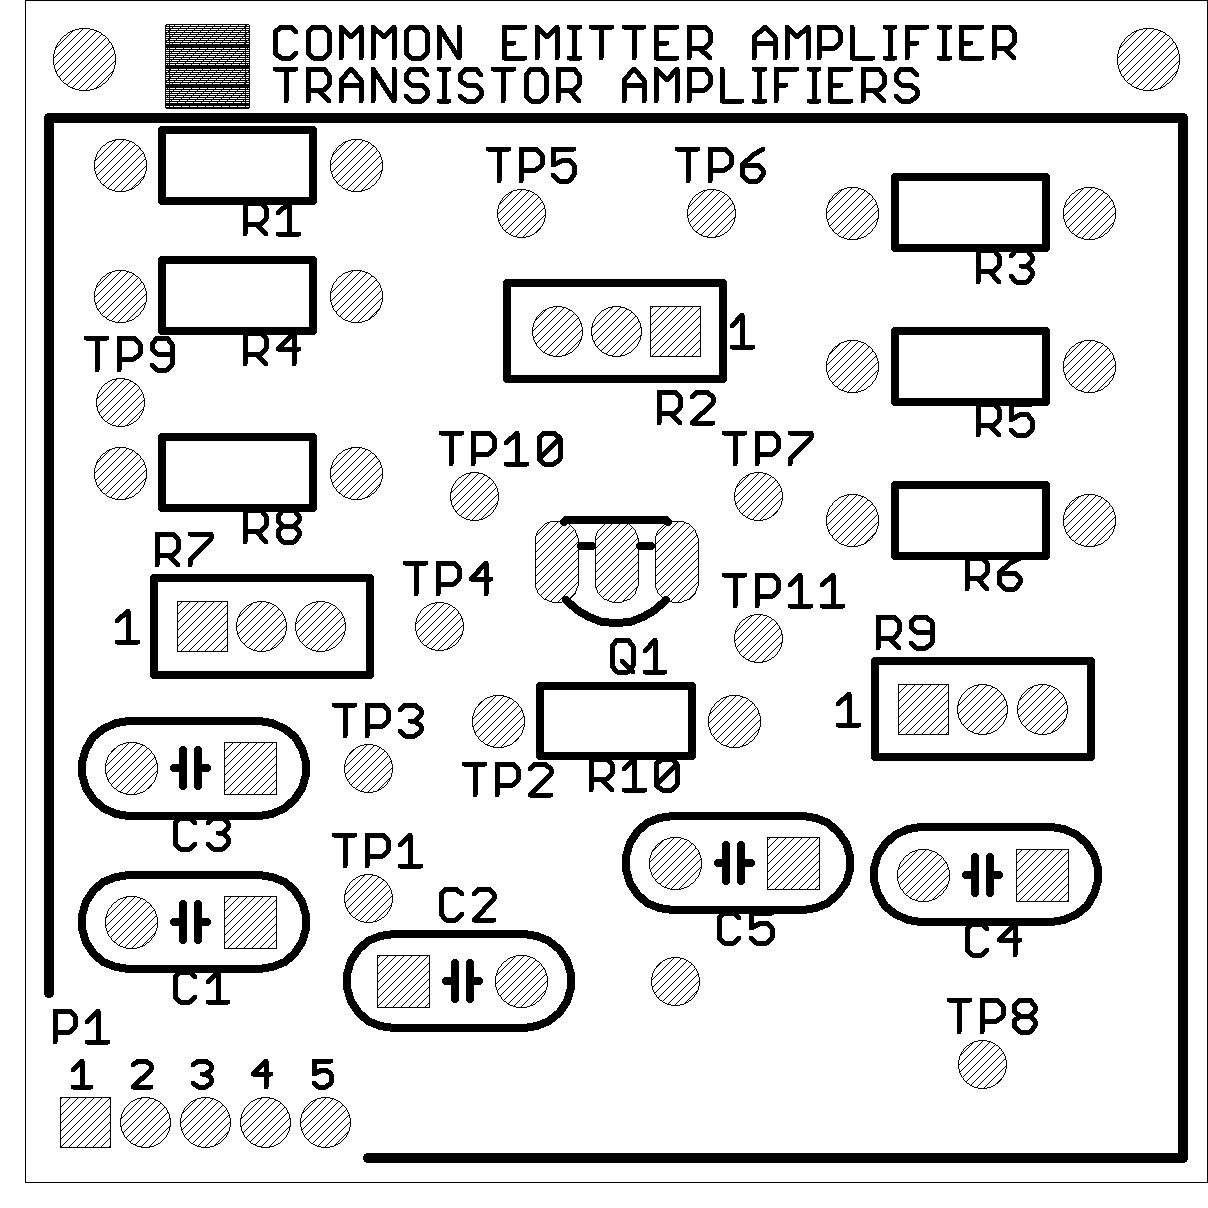 COMMON EMITTER AMPLIFIER
TRANSISTOR AMPLIFIERS
TP5 TP6
R1
R3
1
R4
TP9
R2
R5
TP10 TP7
R8
R7
R6
TP4
TP11
1
R9
Q1
1
TP3
TP2 R10
C3
TP1
C2
C5
C4
C1
TP8
P1
1 2 3 4 5